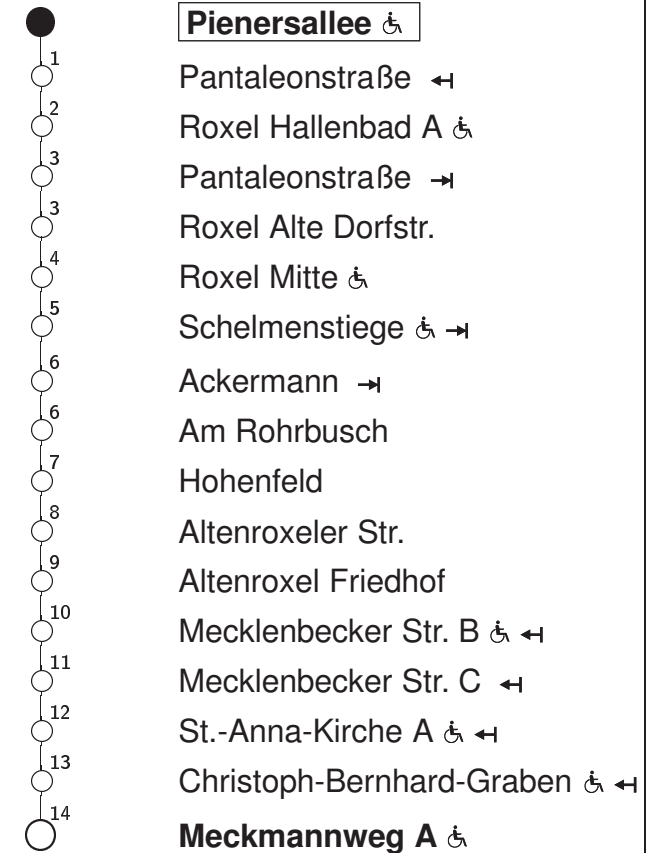 Pienersallee
1 Pantaleonstraße
2 Roxel Hallenbad A
3 Pantaleonstraße
3 Roxel Alte Dorfstr.
4 Roxel Mitte
5 Schelmenstiege
6 Ackermann
6 Am Rohrbusch
7 Hohenfeld
8 Altenroxeler Str.
9 Altenroxel Friedhof
10 Mecklenbecker Str. B
11 Mecklenbecker Str. C
12 St.-Anna-Kirche A
13 Christoph-Bernhard-Graben
14 Meckmannweg A